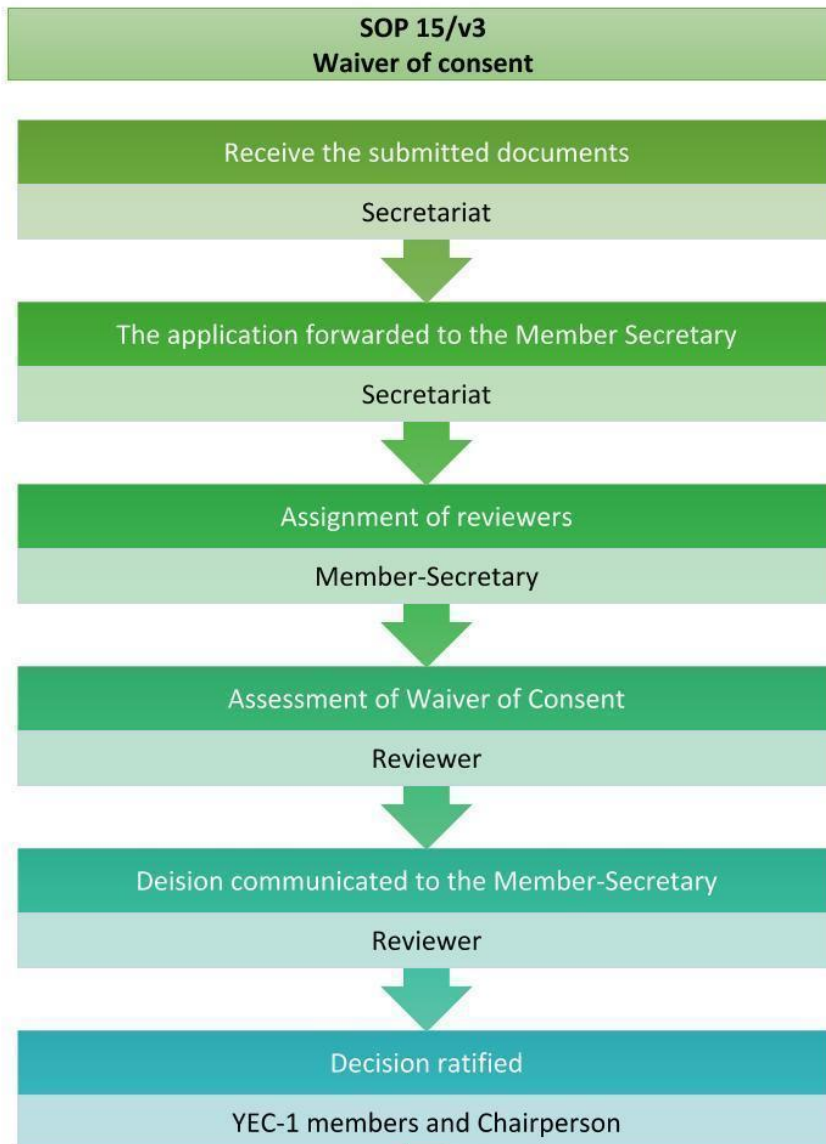 SOP 15/v3
Waiver of consent
Receive the submitted documents
Secretariat
The application forwarded to the Member Secretary
Secretariat
Assignment of reviewers
Member-Secretary
Assessment of Waiver of Consent
Reviewer
Deision communicated to the Member-Secretary
Reviewer
Decision ratified
YEC-1 members and Chairperson